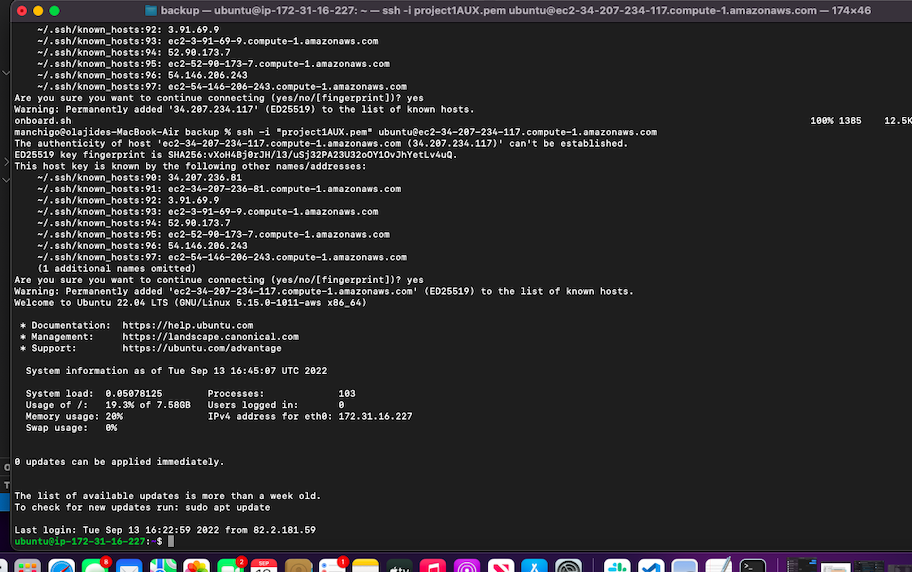 backup — ubuntu@ip-172-31-16-227: ~ — ssh -i project1AUX.pem ubuntu@ec2-34-207-234-117.compute-1.amazonaws.com — 174×46
~/.ssh/known_hosts:92: 3.91.69.9
~/.ssh/known_hosts:93: ec2-3-91-69-9.compute-1.amazonaws.com
~/.ssh/known_hosts:94: 52.90.173.7
~/.ssh/known_hosts:95: ec2-52-90-173-7.compute-1.amazonaws.com
~/.ssh/known_hosts:96: 54.146.206.243
~/.ssh/known_hosts:97: ec2-54-146-206-243.compute-1.amazonaws.com
Are you sure you want to continue connecting (yes/no/[fingerprint])? yes
Warning: Permanently added '34.207.234.117' (ED25519) to the list of known hosts.
onboard.sh 100% 1385 12.5K
manchigo@olajides-MacBook-Air backup % ssh -i "project1AUX.pem" ubuntu@ec2-34-207-234-117.compute-1.amazonaws.com
The authenticity of host 'ec2-34-207-234-117.compute-1.amazonaws.com (34.207.234.117)' can't be established.
ED25519 key fingerprint is SHA256:vXoH4Bj0rJH/l3/uSj32PA23U32oOY1OvJhYetLv4uQ.
This host key is known by the following other names/addresses:
~/.ssh/known_hosts:90: 34.207.236.81
~/.ssh/known_hosts:91: ec2-34-207-236-81.compute-1.amazonaws.com
~/.ssh/known_hosts:92: 3.91.69.9
~/.ssh/known_hosts:93: ec2-3-91-69-9.compute-1.amazonaws.com
~/.ssh/known_hosts:94: 52.90.173.7
~/.ssh/known_hosts:95: ec2-52-90-173-7.compute-1.amazonaws.com
~/.ssh/known_hosts:96: 54.146.206.243
~/.ssh/known_hosts:97: ec2-54-146-206-243.compute-1.amazonaws.com
(1 additional names omitted)
Are you sure you want to continue connecting (yes/no/[fingerprint])? yes
Warning: Permanently added 'ec2-34-207-234-117.compute-1.amazonaws.com' (ED25519) to the list of known hosts.
Welcome to Ubuntu 22.04 LTS (GNU/Linux 5.15.0-1011-aws x86_64)
* Documentation: https://help.ubuntu.com
* Management: https://landscape.canonical.com
* Support: https://ubuntu.com/advantage
System information as of Tue Sep 13 16:45:07 UTC 2022
System load: 0.05078125 Processes: 103
Usage of /: 19.3% of 7.58GB Users logged in: 0
Memory usage: 20% IPv4 address for eth0: 172.31.16.227
Swap usage: 0%
0 updates can be applied immediately.
The list of available updates is more than a week old.
To check for new updates run: sudo apt update
Last login: Tue Sep 13 16:22:59 2022 from 82.2.181.59
ubuntu@ip-172-31-16-227:~$
8
2
SEP
1
tv